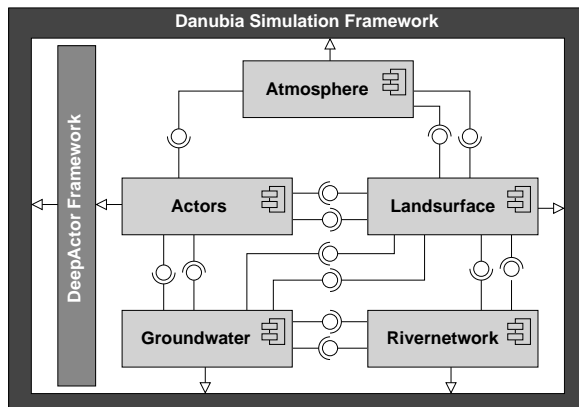 Danubia Simulation Framework
DeepActor Framework
Atmosphere
Actors
Landsurface
Groundwater
Rivernetwork